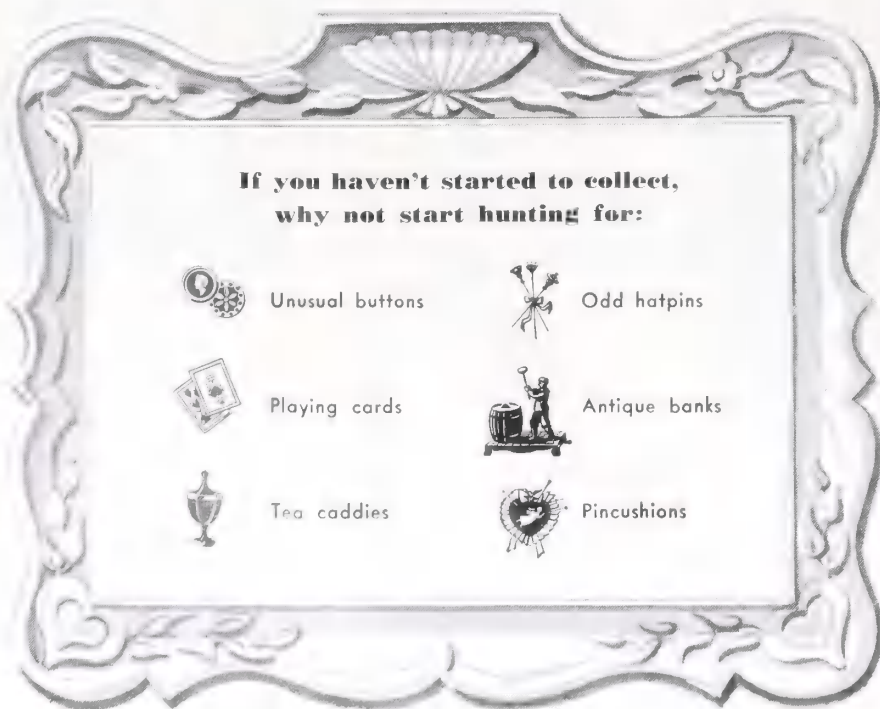 If you haven't started to collect,
why not start hunting for:
Unusual buttons
Odd hatpins
Playing cards
Antique banks
Tea caddies
Pincushions